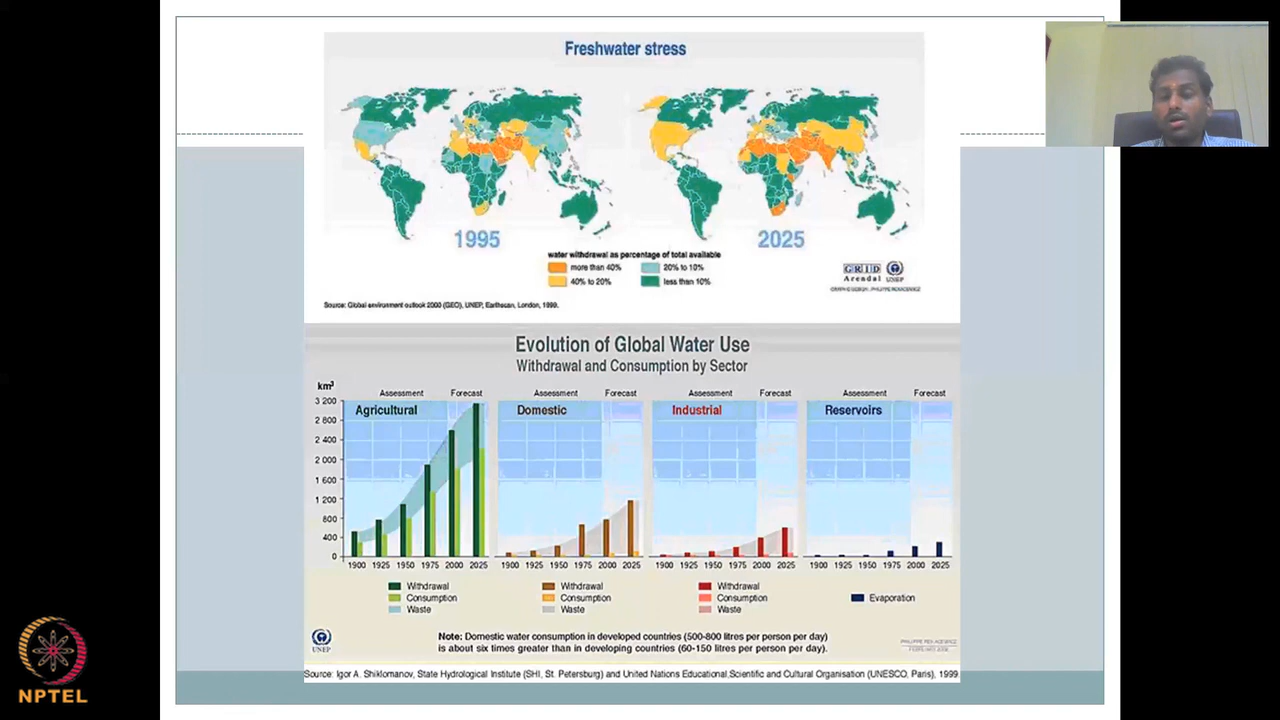 Freshwater stress
1995
2025
water withdrawal as percentage of total available
more than 40%
20% to 10%
40% to 20%
less than 10%
GRID
Arendal
UNEP
Source: Global environment outlook 2000 (GEO), UNEP, Earthscan, London, 1999.
Evolution of Global Water Use
Withdrawal and Consumption by Sector
km³
Assessment Forecast Assessment Forecast Assessment Forecast Assessment Forecast
3 200
Agricultural Domestic Industrial Reservoirs
2 800
2 400
2 000
1 600
1 200
800
400
0
1900 1925 1950 1975 2000 2025 1900 1925 1950 1975 2000 2025 1900 1925 1950 1975 2000 2025 1900 1925 1950 1975 2000 2025
Withdrawal Withdrawal Withdrawal
Consumption Consumption Consumption Evaporation
Waste Waste Waste
UNEP
Note: Domestic water consumption in developed countries (500-800 litres per person per day)
is about six times greater than in developing countries (60-150 litres per person per day).
Source: Igor A. Shiklomanov, State Hydrological Institute (SHI, St. Petersburg) and United Nations Educational,Scientific and Cultural Organisation (UNESCO, Paris), 1999
NPTEL